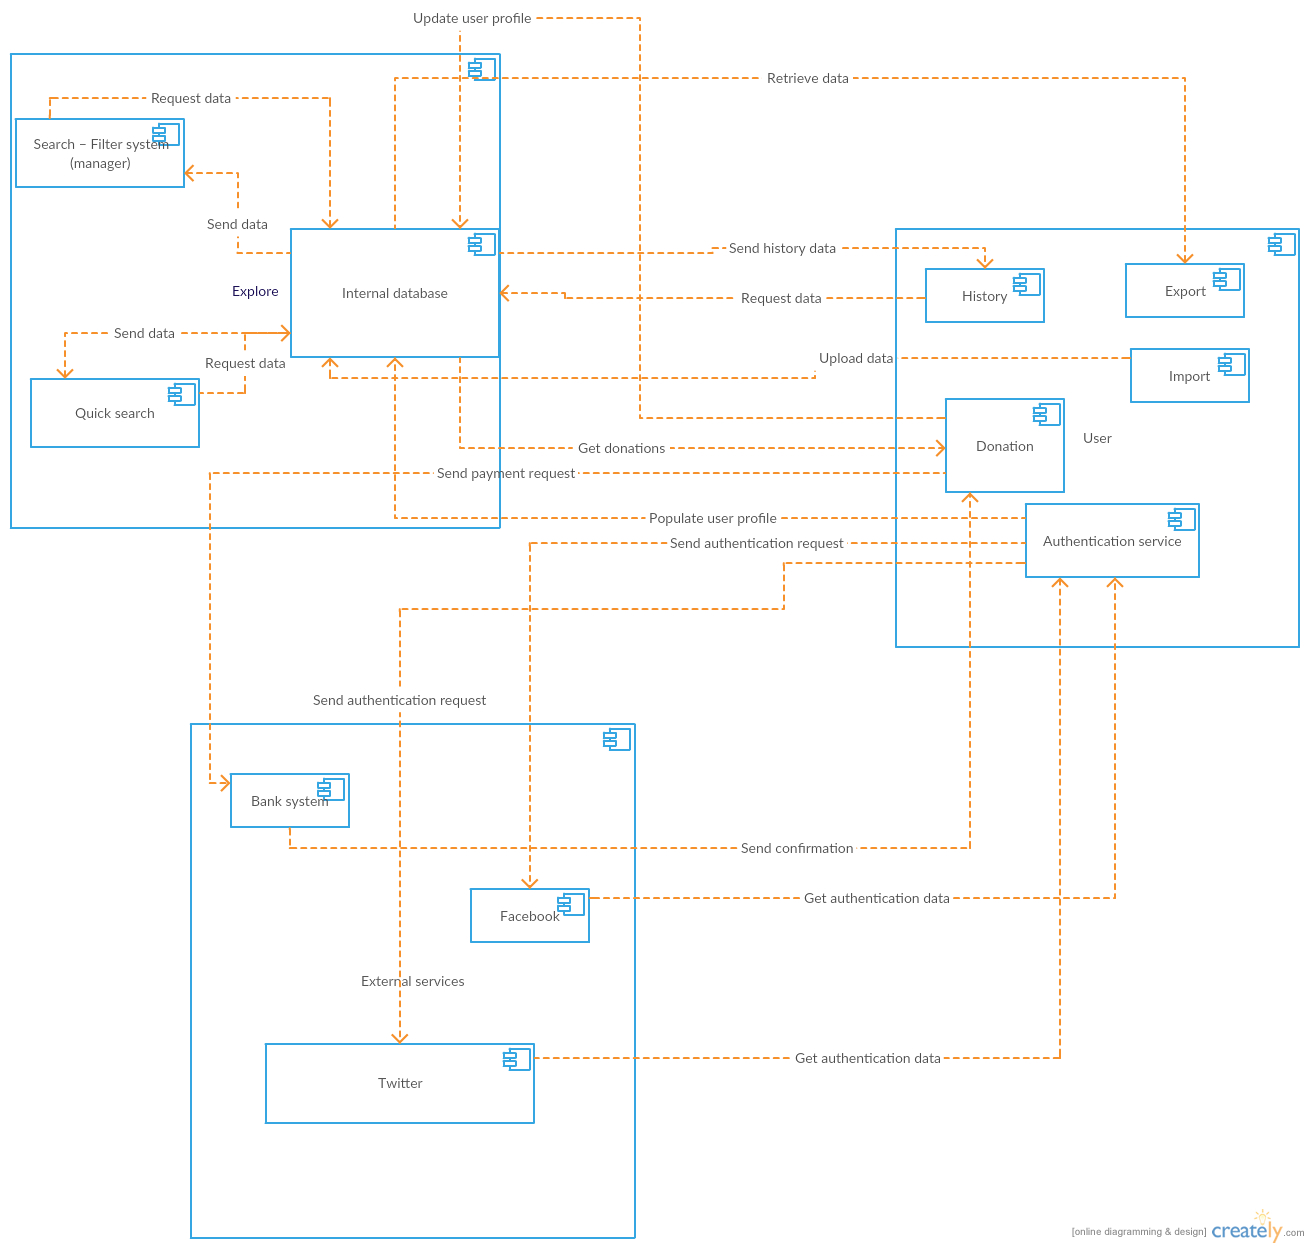 Update user profile
Retrieve data
Request data
Search – Filter system
(manager)
Send data
Explore
Internal database
Send history data
History
Export
Request data
Send data
Request data
Upload data
Import
Quick search
Donation
User
Get donations
Send payment request
Populate user profile
Send authentication request
Authentication service
Send authentication request
Bank system
Send confirmation
Facebook
Get authentication data
External services
Twitter
Get authentication data
[online diagramming & design] creately.com